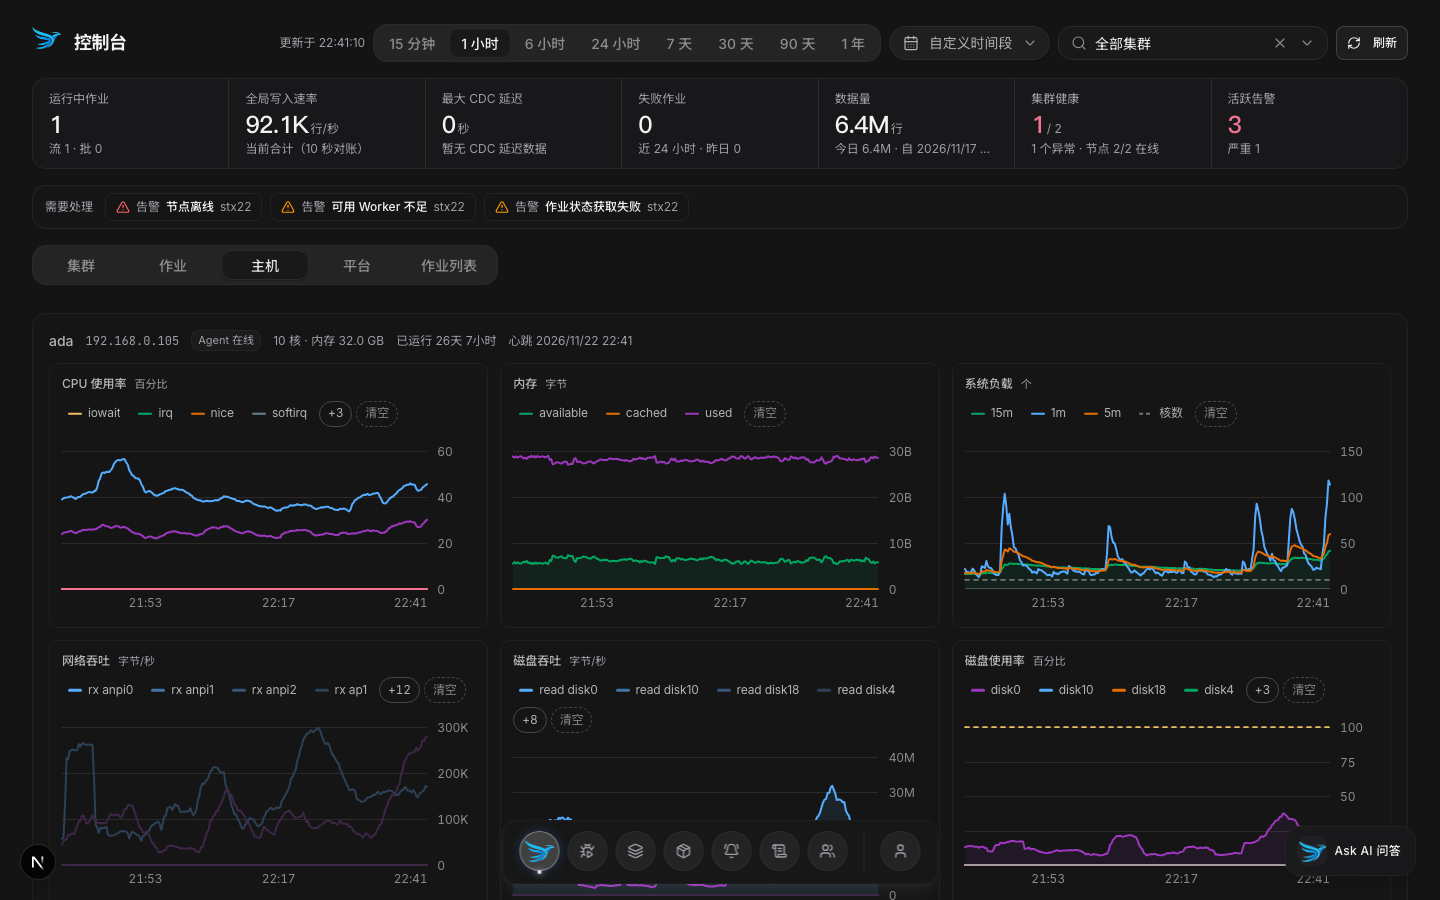 控制台
更新于 22:41:10
15 分钟 1 小时 6 小时 24 小时 7 天 30 天 90 天 1 年
自定义时间段
全部集群
刷新
运行中作业
1
流 1 · 批 0
全局写入速率
92.1K 行/秒
当前合计（10 秒对账）
最大 CDC 延迟
0 秒
暂无 CDC 延迟数据
失败作业
0
近 24 小时 · 昨日 0
数据量
6.4M 行
今日 6.4M · 自 2026/11/17 ...
集群健康
1 / 2
1 个异常 · 节点 2/2 在线
活跃告警
3
严重 1
需要处理
告警 节点离线 stx22
告警 可用 Worker 不足 stx22
告警 作业状态获取失败 stx22
集群 作业 主机 平台 作业列表
ada 192.168.0.105 Agent 在线 10 核 · 内存 32.0 GB 已运行 26天 7小时 心跳 2026/11/22 22:41
CPU 使用率 百分比
iowait irq nice softirq +3 清空
60
40
20
0
21:53 22:17 22:41
内存 字节
available cached used 清空
30B
20B
10B
0
21:53 22:17 22:41
系统负载 个
15m 1m 5m 核数 清空
150
100
50
0
21:53 22:17 22:41
网络吞吐 字节/秒
rx anpi0 rx anpi1 rx anpi2 rx ap1 +12 清空
300K
200K
100K
0
21:53 22:17 22:41
磁盘吞吐 字节/秒
read disk0 read disk10 read disk18 read disk4
+8 清空
40M
30M
0
磁盘使用率 百分比
disk0 disk10 disk18 disk4 +3 清空
100
75
50
21:53 22:17 22:41
N
Ask AI 问答